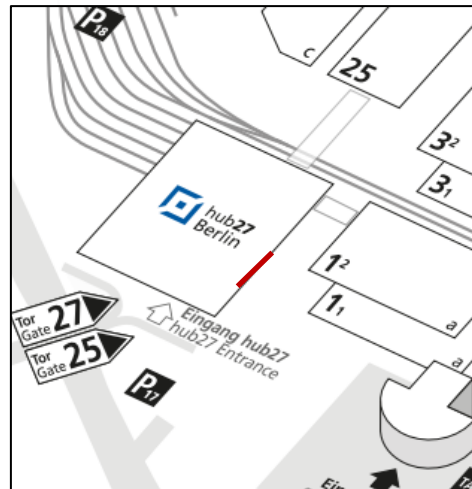 P18
c
25
3²
3₁
hub27
Berlin
1²
1₁
a
a
Tor
Gate 27
Eingang hub27
hub27 Entrance
Tor
Gate 25
P17
Ein